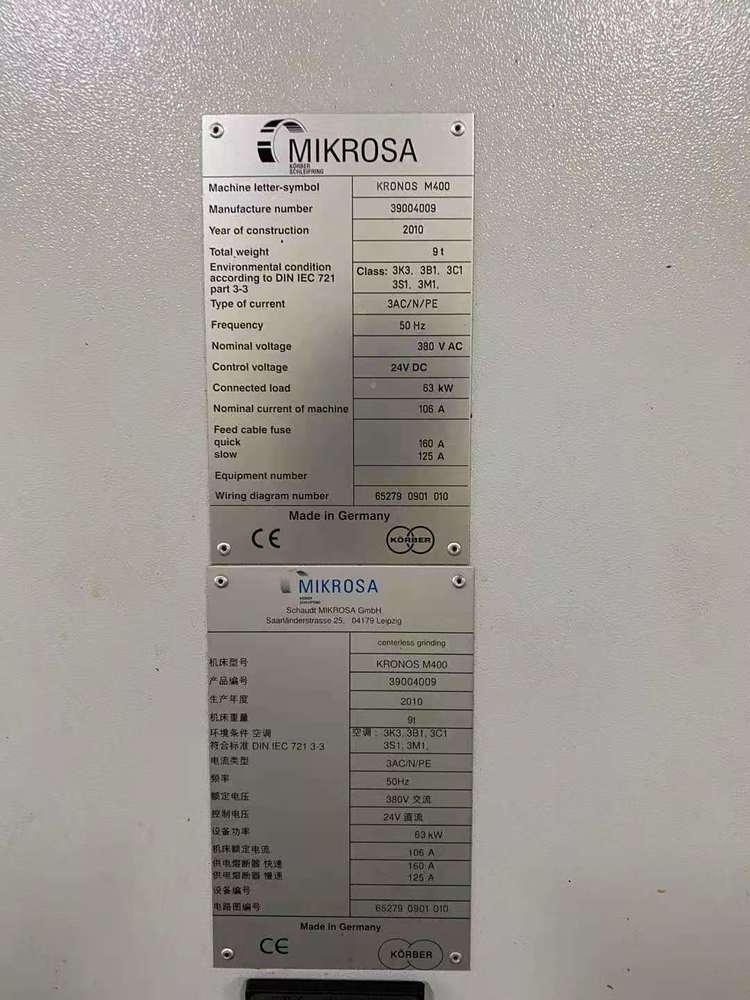 MIKROSA
KÖRBER
SCHLEIFRING
Machine letter-symbol KRONOS M400
Manufacture number 39004009
Year of construction 2010
Total weight 9 t
Environmental condition
according to DIN IEC 721
part 3-3
Class: 3K3, 3B1, 3C1
3S1, 3M1,
Type of current 3AC/N/PE
Frequency 50 Hz
Nominal voltage 380 V AC
Control voltage 24V DC
Connected load 63 kW
Nominal current of machine 106 A
Feed cable fuse
quick 160 A
slow 125 A
Equipment number
Wiring diagram number 65279 0901 010
Made in Germany
CE KÖRBER
MIKROSA
KÖRBER
SCHLEIFRING
Schaudt MIKROSA GmbH
Saarländerstrasse 25, 04179 Leipzig
centerless grinding
机床型号 KRONOS M400
产品编号 39004009
生产年度 2010
机床重量 9t
环境条件 空调 空调: 3K3, 3B1, 3C1
符合标准 DIN IEC 721 3-3 3S1, 3M1,
电流类型 3AC/N/PE
频率 50Hz
额定电压 380V 交流
控制电压 24V 直流
设备功率 63 kW
机床额定电流 106 A
供电熔断器 快速 160 A
供电熔断器 慢速 125 A
设备编号
电路图编号 65279 0901 010
Made in Germany
CE KÖRBER